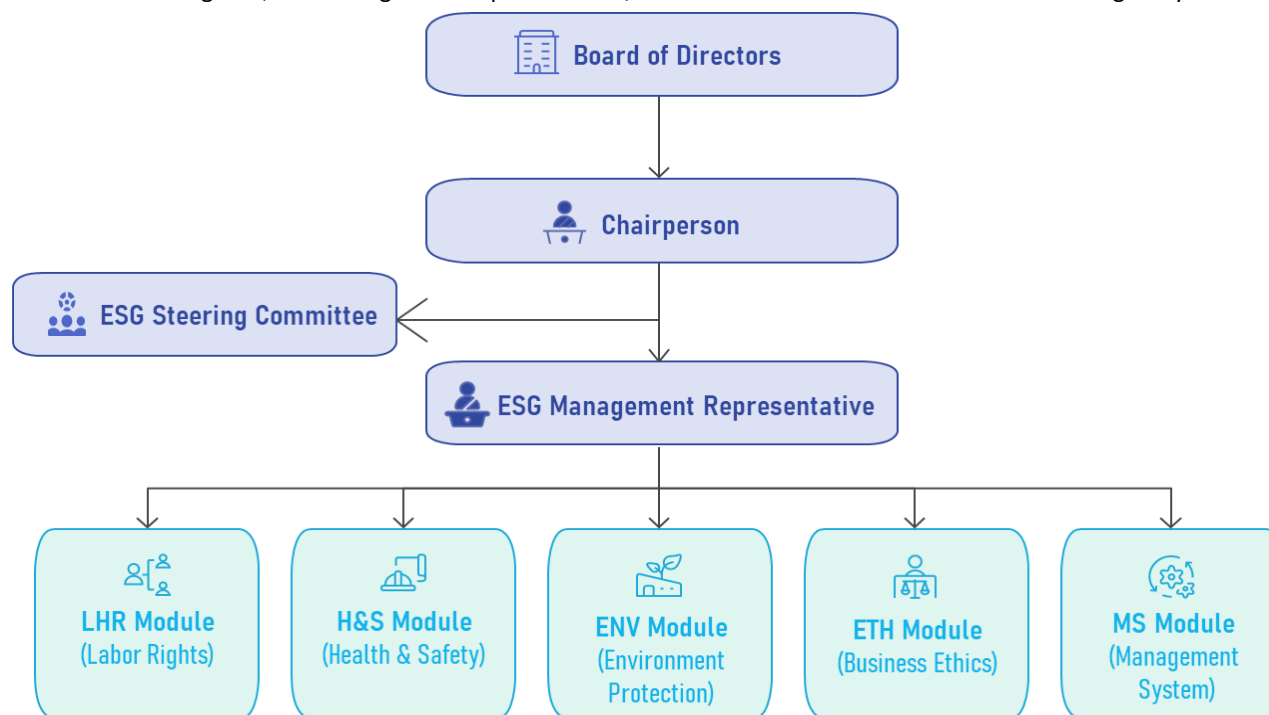 Board of Directors
Chairperson
ESG Steering Committee
ESG Management Representative
LHR Module
(Labor Rights)
H&S Module
(Health & Safety)
ENV Module
(Environment
Protection)
ETH Module
(Business Ethics)
MS Module
(Management
System)